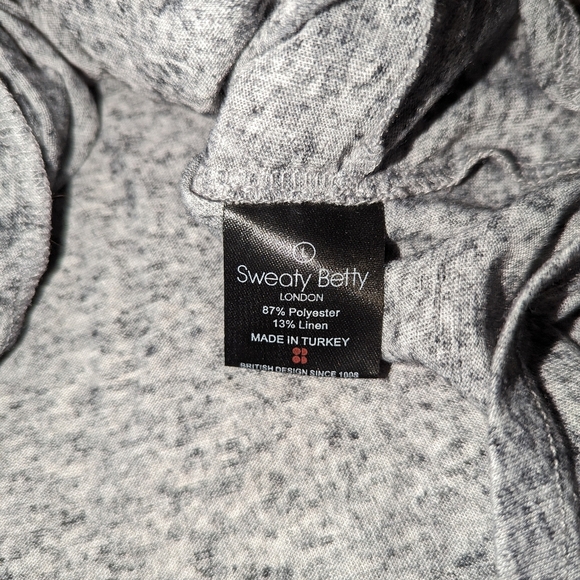 L
Sweaty Betty
LONDON
87% Polyester
13% Linen
MADE IN TURKEY
BRITISH DESIGN SINCE